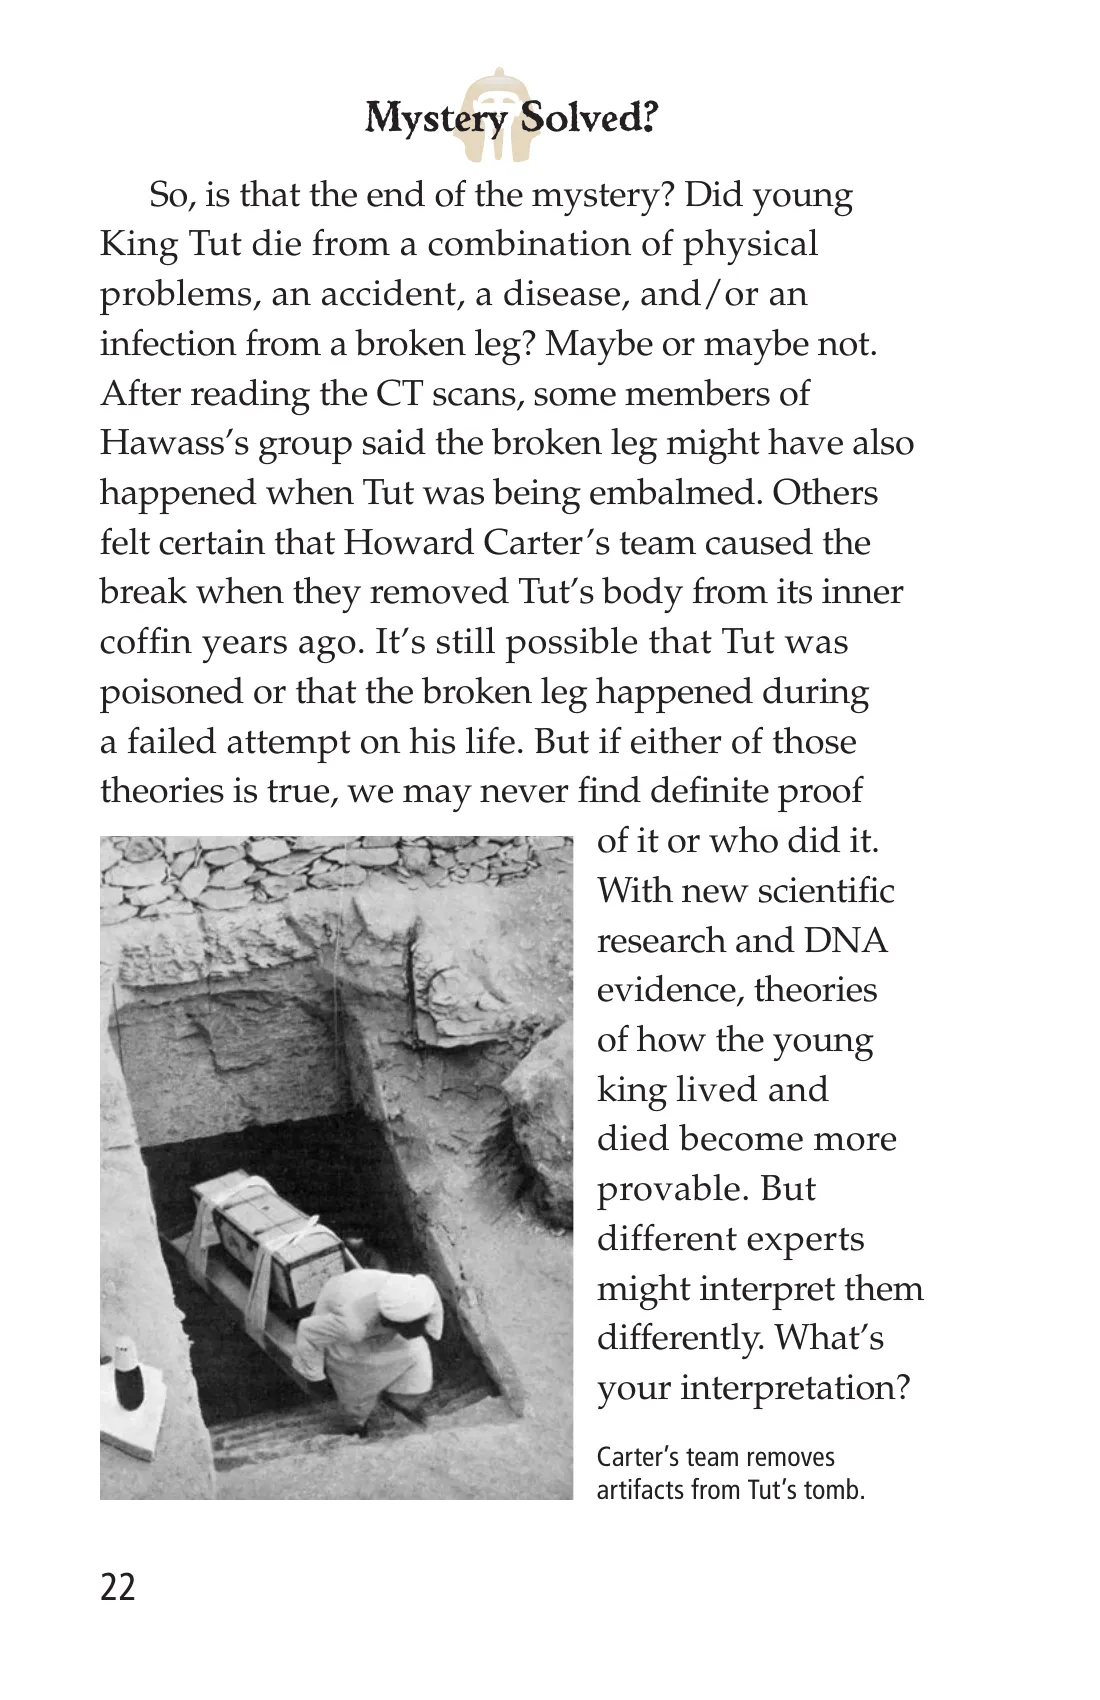 Mystery Solved?
So, is that the end of the mystery? Did young
King Tut die from a combination of physical
problems, an accident, a disease, and/or an
infection from a broken leg? Maybe or maybe not.
After reading the CT scans, some members of
Hawass’s group said the broken leg might have also
happened when Tut was being embalmed. Others
felt certain that Howard Carter’s team caused the
break when they removed Tut’s body from its inner
coffin years ago. It’s still possible that Tut was
poisoned or that the broken leg happened during
a failed attempt on his life. But if either of those
theories is true, we may never find definite proof
of it or who did it.
With new scientific
research and DNA
evidence, theories
of how the young
king lived and
died become more
provable. But
different experts
might interpret them
differently. What’s
your interpretation?
Carter’s team removes
artifacts from Tut’s tomb.
22